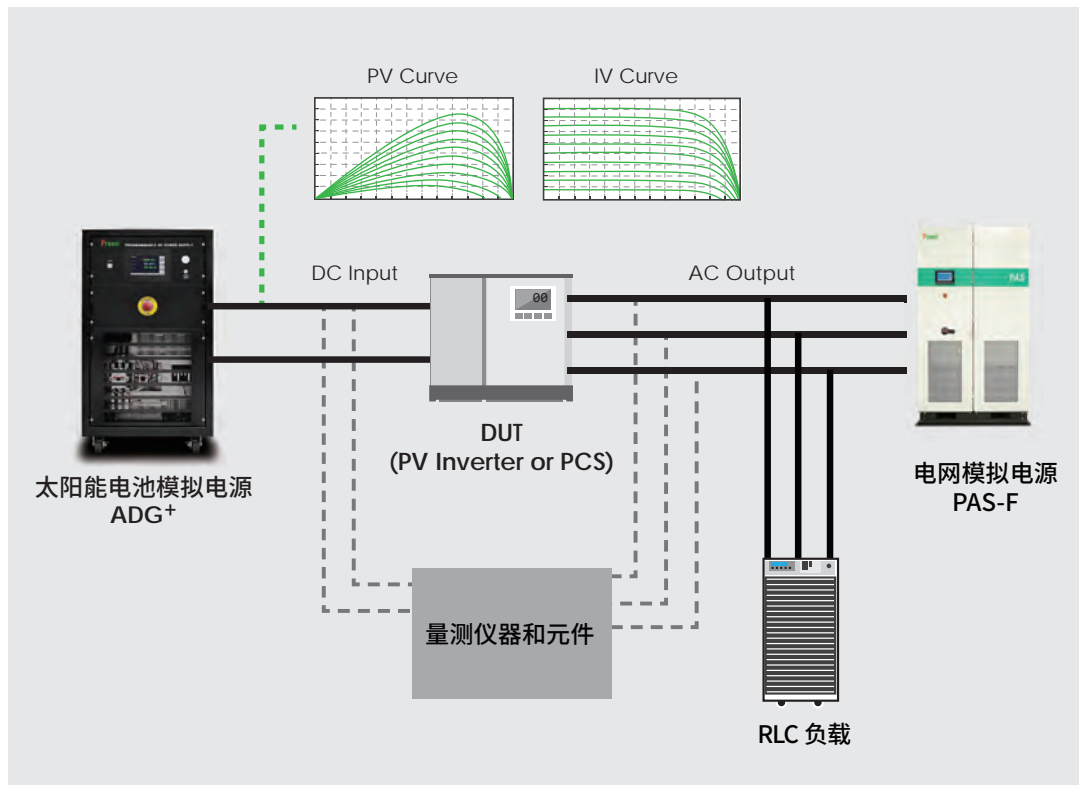 PV Curve
IV Curve
DC Input
AC Output
00
PAS
DUT
(PV Inverter or PCS)
太阳能电池模拟电源
ADG+
电网模拟电源
PAS-F
量测仪器和元件
RLC 负载